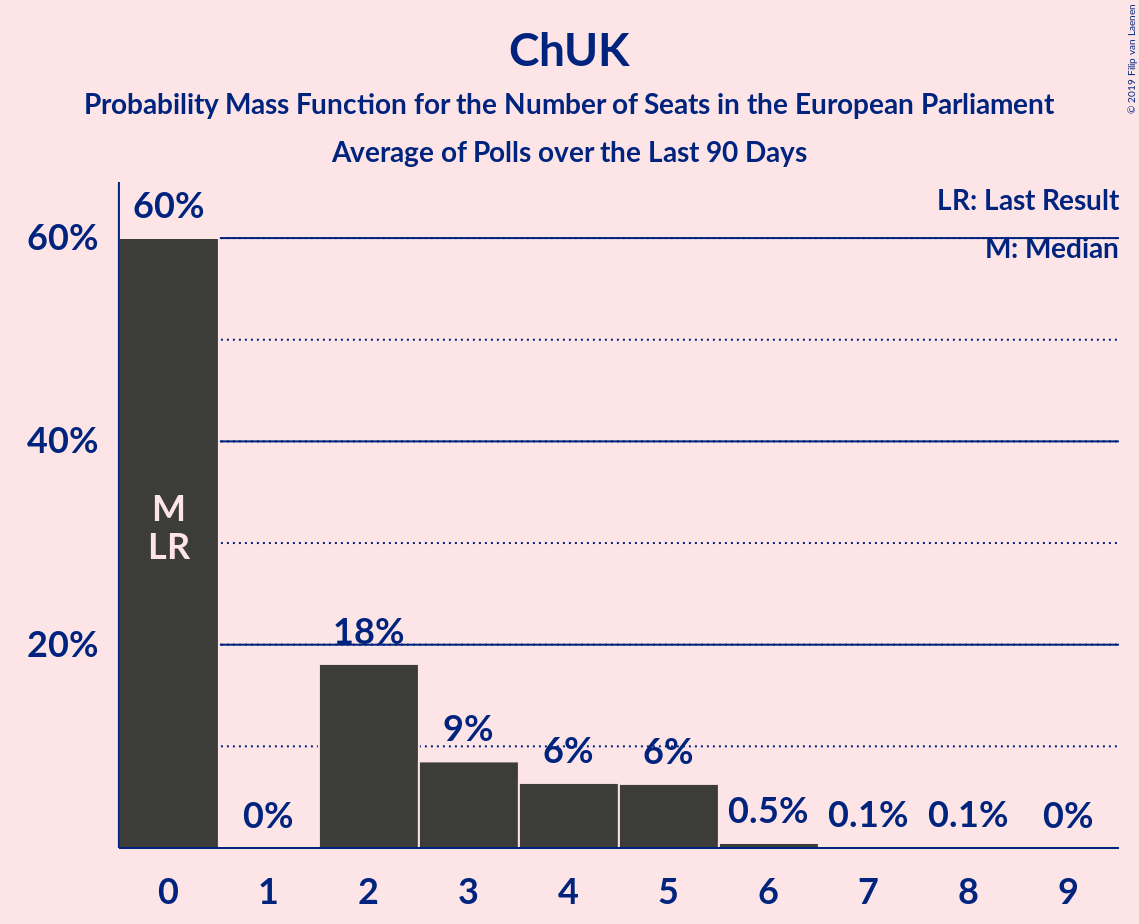 ChUK
Probability Mass Function for the Number of Seats in the European Parliament
Average of Polls over the Last 90 Days
© 2019 Filip van Laenen
LR: Last Result
M: Median
60%
40%
20%
60%
0%
18%
9%
6%
6%
0.5%
0.1%
0.1%
0%
M
LR
0 1 2 3 4 5 6 7 8 9